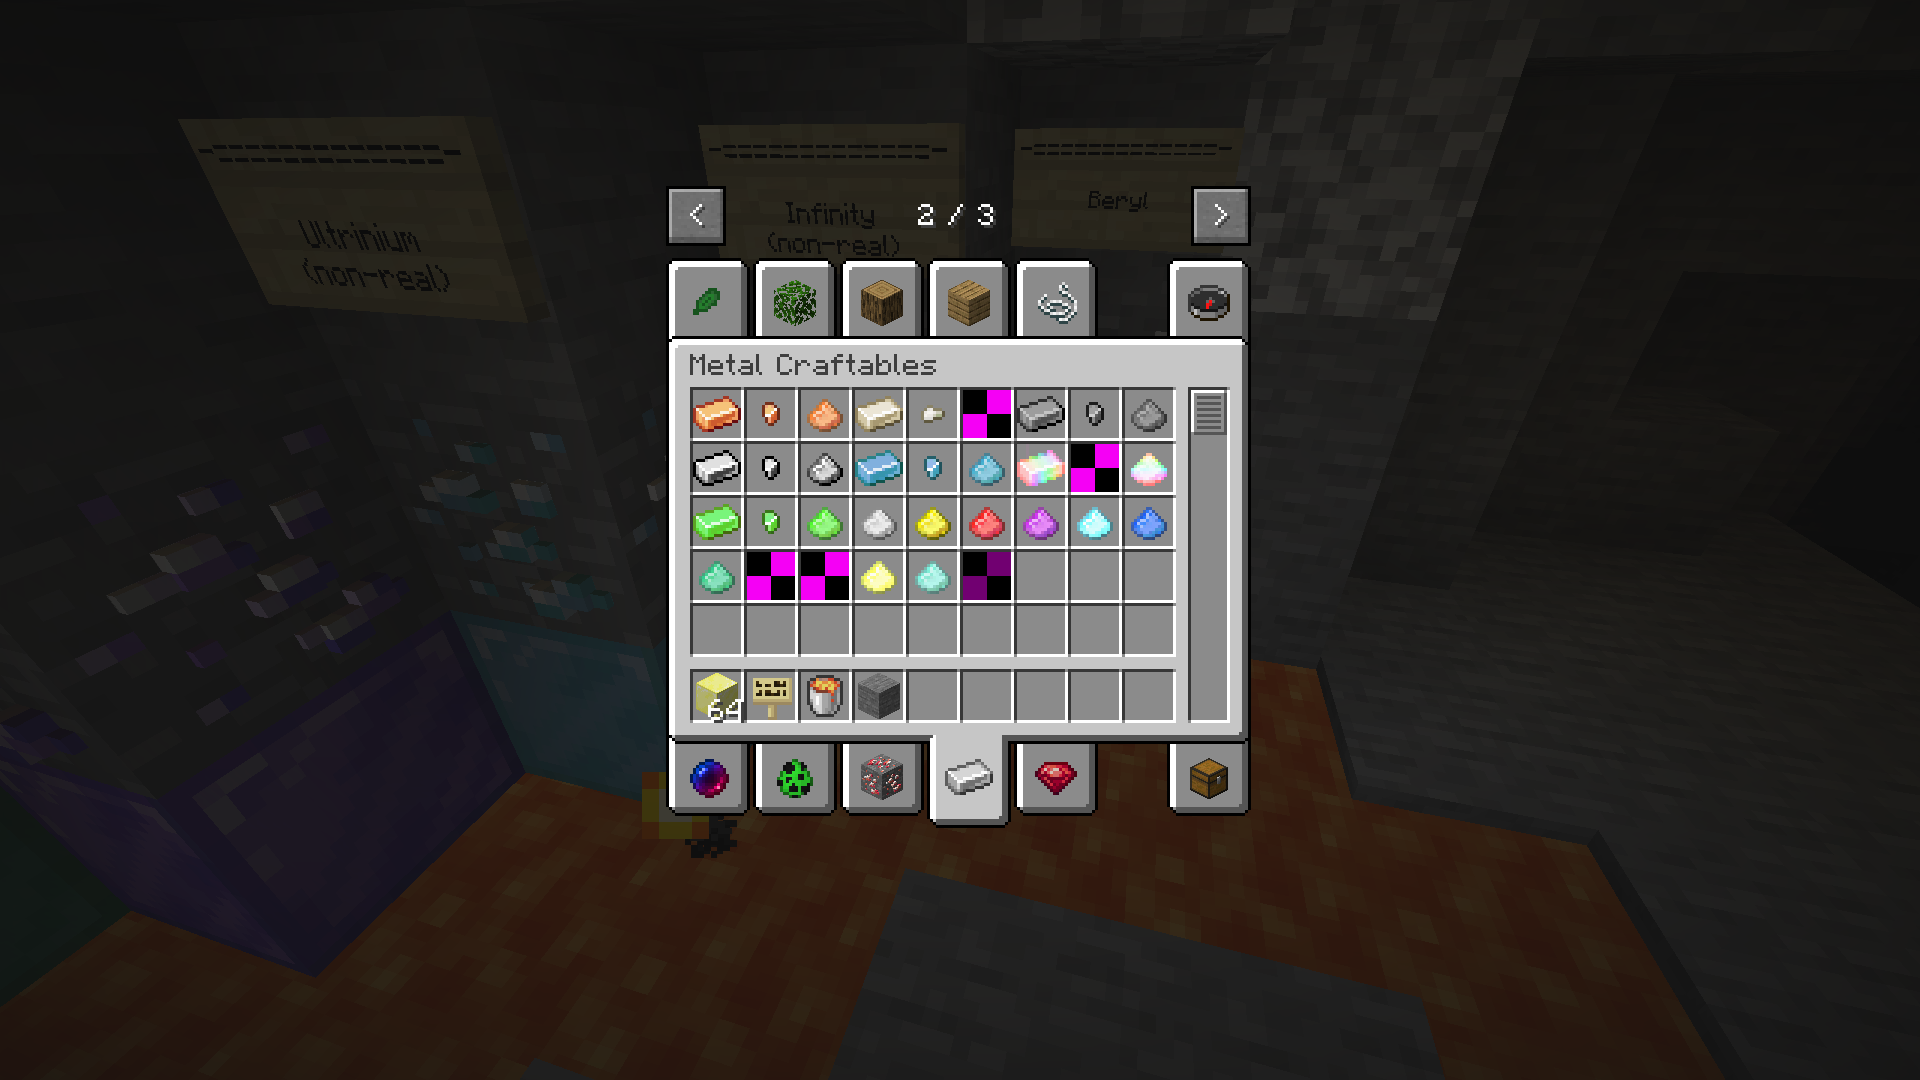 Ultrinium
(non-real)
Infinity
(non-real)
Beryl
< 2 / 3 >
Metal Craftables
64